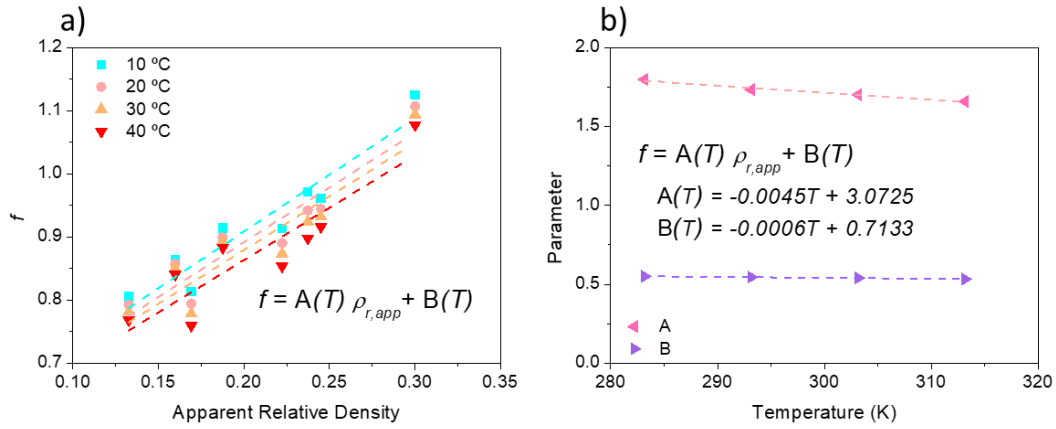 a)
1.2
1.1
1.0
0.9
0.8
0.7
f
10 ºC
20 ºC
30 ºC
40 ºC
f = A(T) ρr,app + B(T)
0.10 0.15 0.20 0.25 0.30 0.35
Apparent Relative Density
b)
2.0
1.5
1.0
0.5
0.0
Parameter
f = A(T) ρr,app + B(T)
A(T) = -0.0045T + 3.0725
B(T) = -0.0006T + 0.7133
A
B
280 290 300 310 320
Temperature (K)